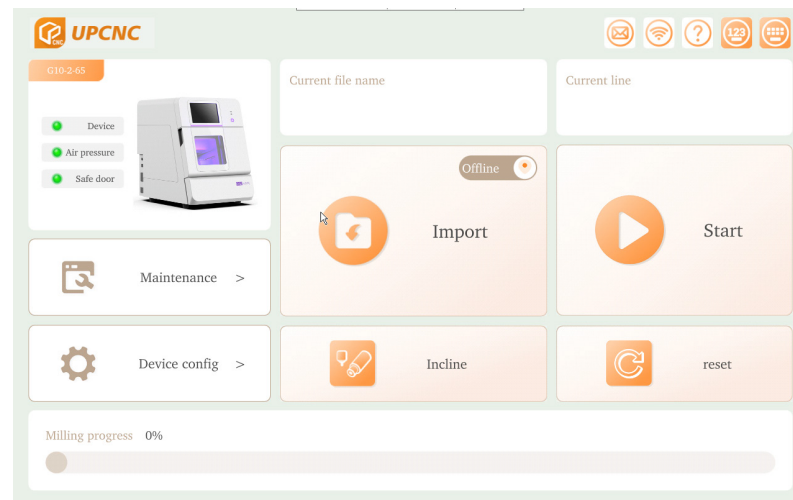 UPCNC
123
G10-2-65
Device
Air pressure
Safe door
Current file name
Current line
Offline
Import
Start
Maintenance >
Device config >
Incline
reset
Milling progress 0%